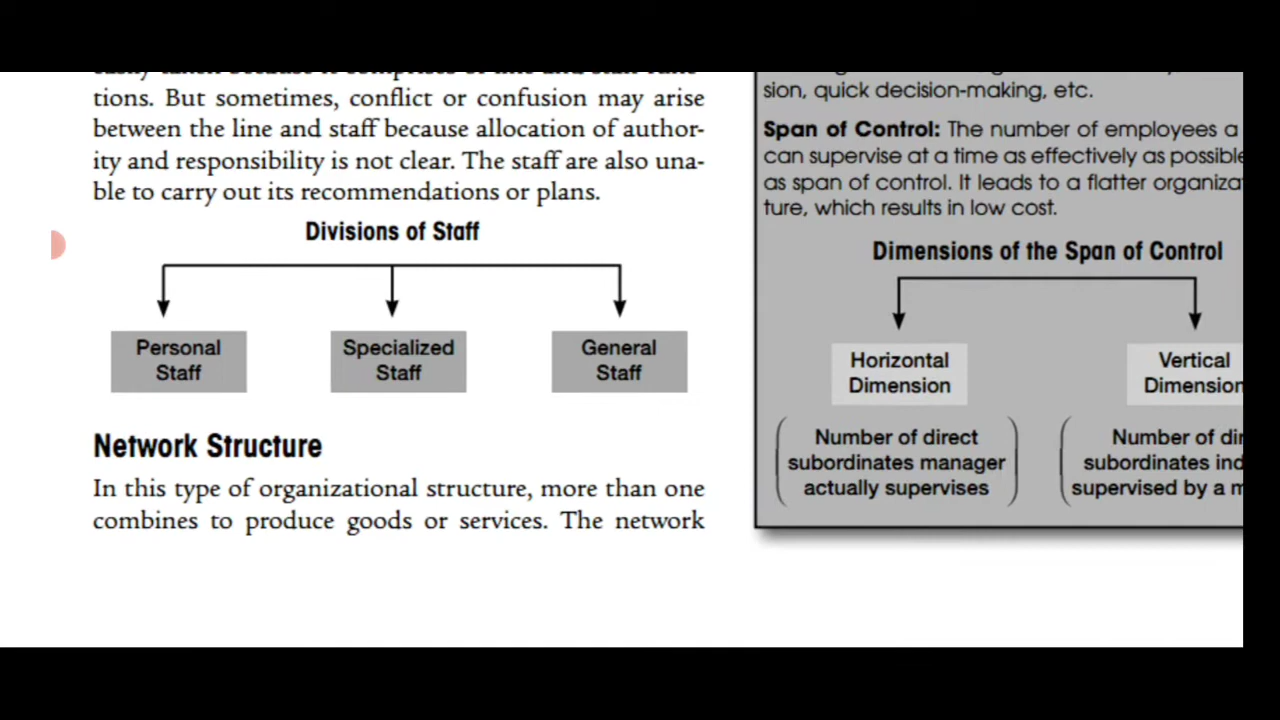 tions. But sometimes, conflict or confusion may arise
between the line and staff because allocation of author-
ity and responsibility is not clear. The staff are also una-
ble to carry out its recommendations or plans.
Divisions of Staff
Personal
Staff
Specialized
Staff
General
Staff
Network Structure
In this type of organizational structure, more than one
combines to produce goods or services. The network
sion, quick decision-making, etc.
Span of Control: The number of employees a
can supervise at a time as effectively as possible
as span of control. It leads to a flatter
ture, which results in low cost.
Dimensions of the Span of Control
Horizontal
Dimension
Vertical
Dimension
Number of direct
subordinates manager
actually supervises
Number of
subordinates
supervised by a